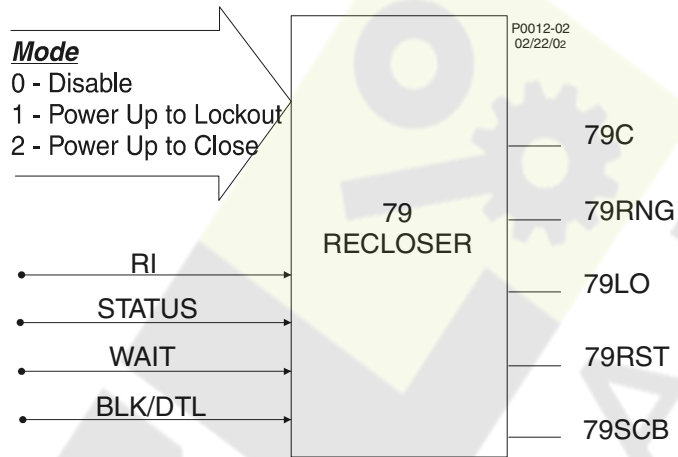 P0012-02
02/22/02
Mode
0 - Disable
1 - Power Up to Lockout
2 - Power Up to Close
79
RECLOSER
RI
STATUS
WAIT
BLK/DTL
79C
79RNG
79LO
79RST
79SCB